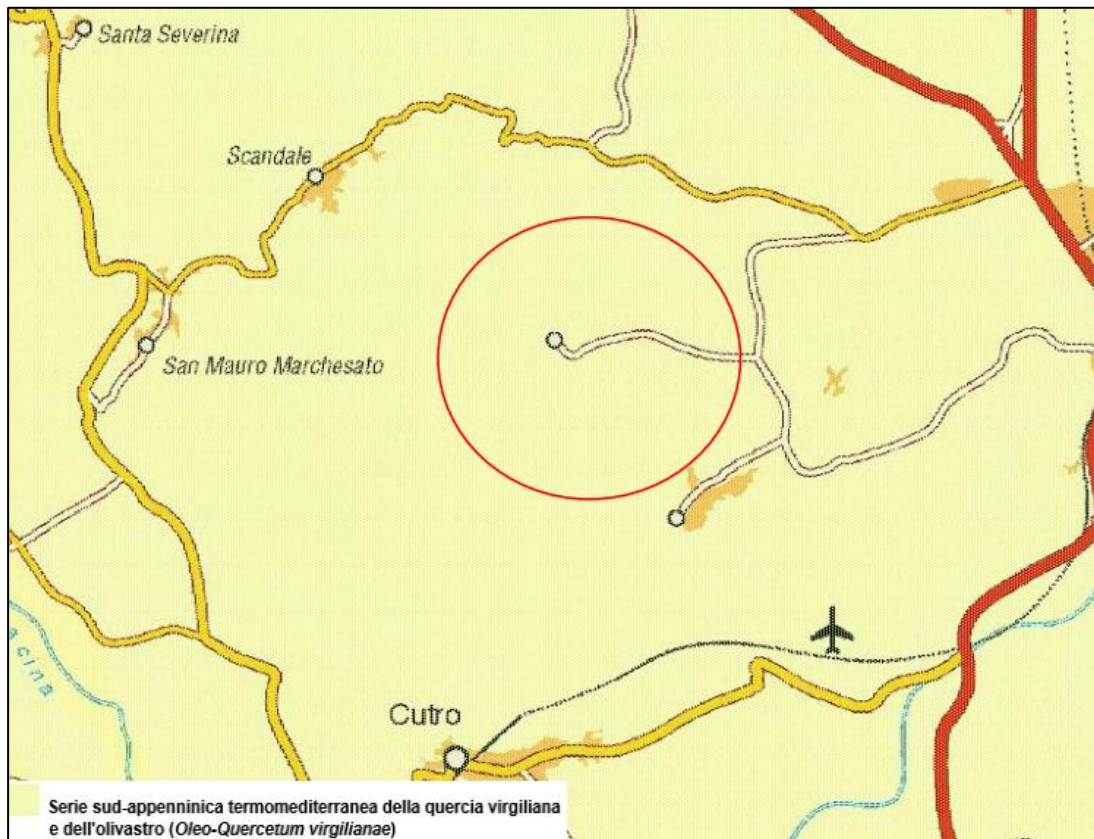 Santa Severina
Scandale
San Mauro Marchesato
acina
Cutro
Serie sud-appenninica termomediterranea della quercia virgiliana
e dell'olivastro (Oleo-Quercetum virgilianae)